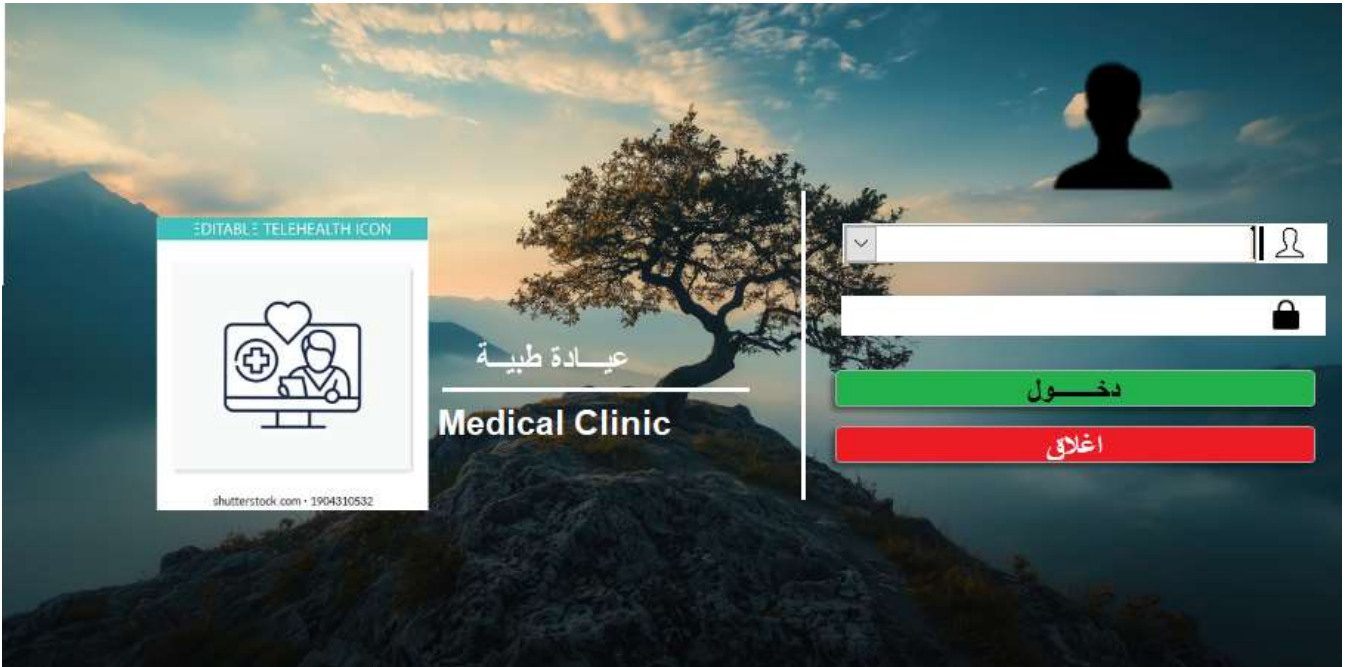 EDITABLE TELEHEALTH ICON
shutterstock.com • 1904310532
عيـــادة طبيـــة
Medical Clinic
دخـــــول
اغلاق